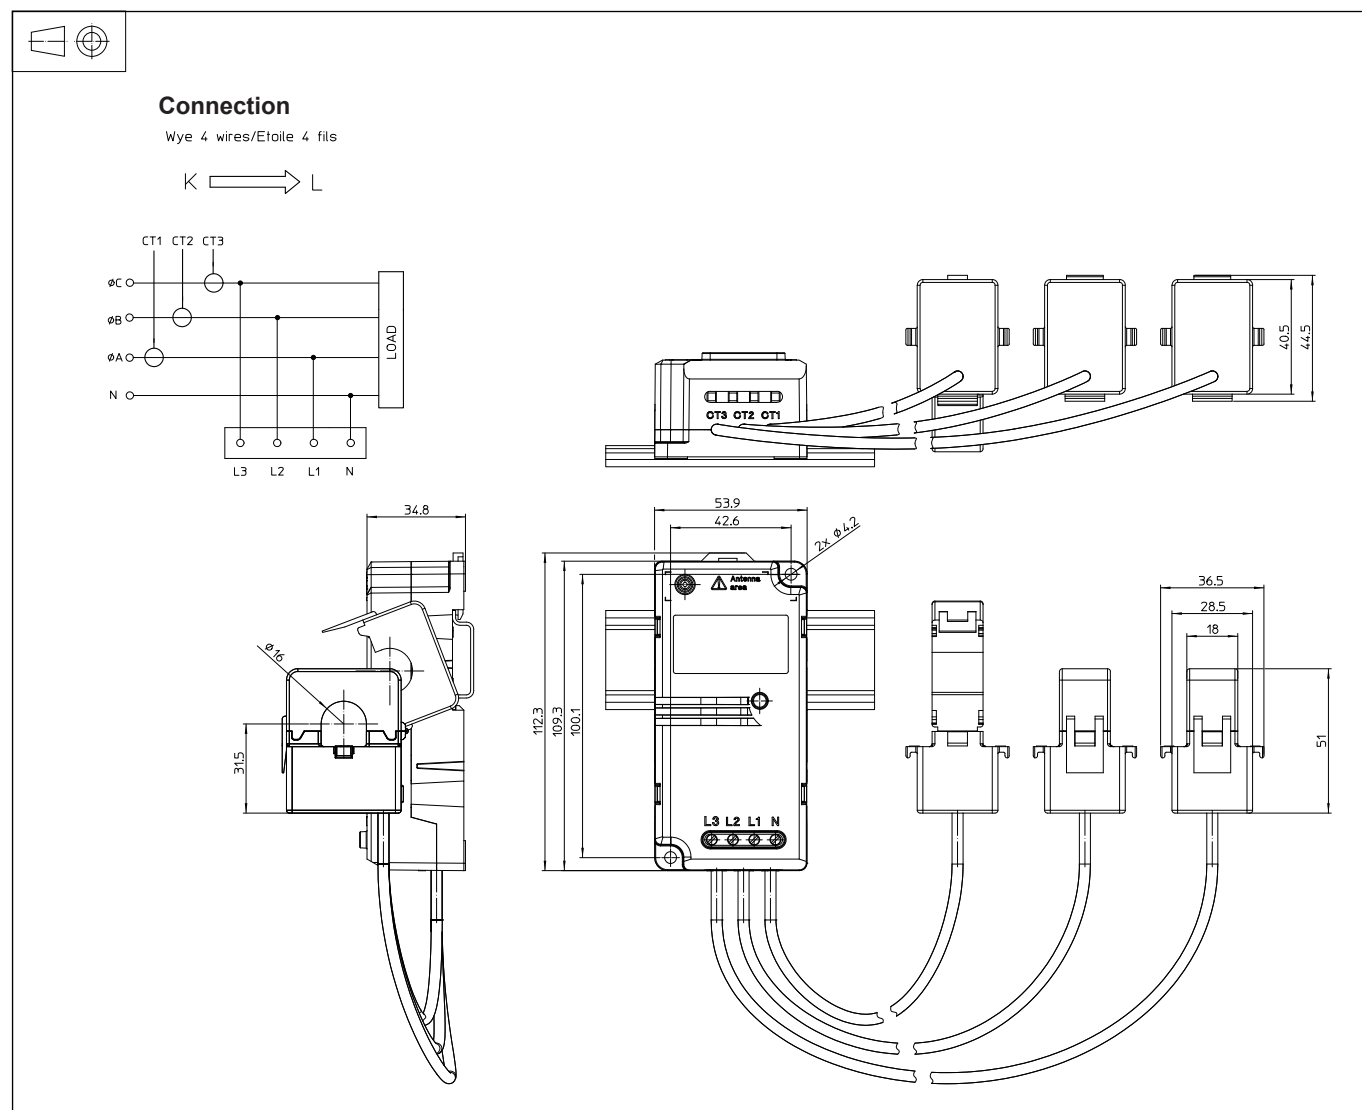 Connection
Wye 4 wires/Etoile 4 fils
K L
CT1 CT2 CT3
øC
øB
øA
N
LOAD
L3 L2 L1 N
40.5
44.5
CT3 CT2 CT1
34.8
ø16
31.5
53.9
42.6
2x ø4.2
112.3
109.3
100.1
Antenna
area
L3 L2 L1 N
36.5
28.5
18
51